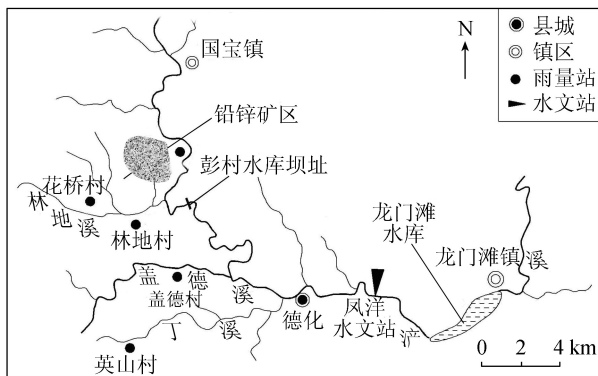 国宝镇
N
县城
镇区
雨量站
水文站
铅锌矿区
彭村水库坝址
花桥村
林地溪
林地村
龙门滩
水库
龙门滩镇
溪
盖德溪
盖德村
丁溪
德化
凤洋
水文站
浐
英山村
0 2 4 km